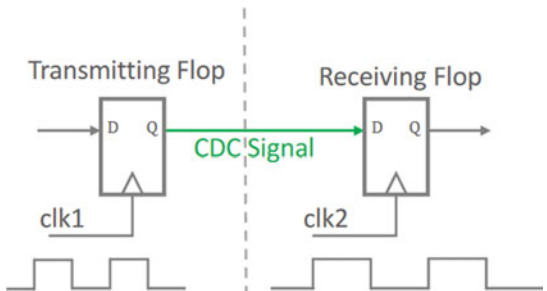 Transmitting Flop
Receiving Flop
D Q
CDC Signal
D Q
clk1
clk2